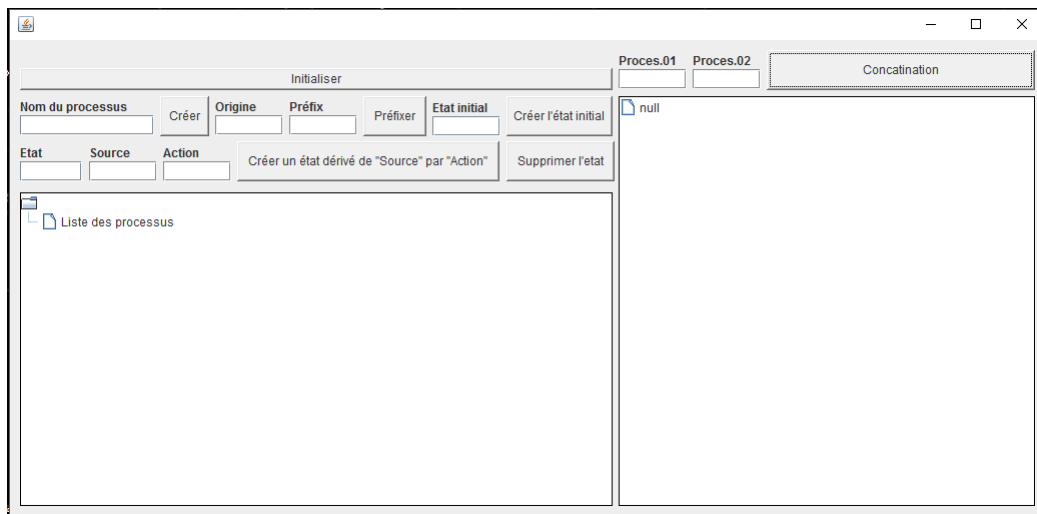 Initialiser
Proces.01 Proces.02 Concatination
Nom du processus Créer Origine Préfix Préfixer Etat initial Créer l'état initial
Etat Source Action Créer un état dérivé de "Source" par "Action" Supprimer l'etat
Liste des processus
null